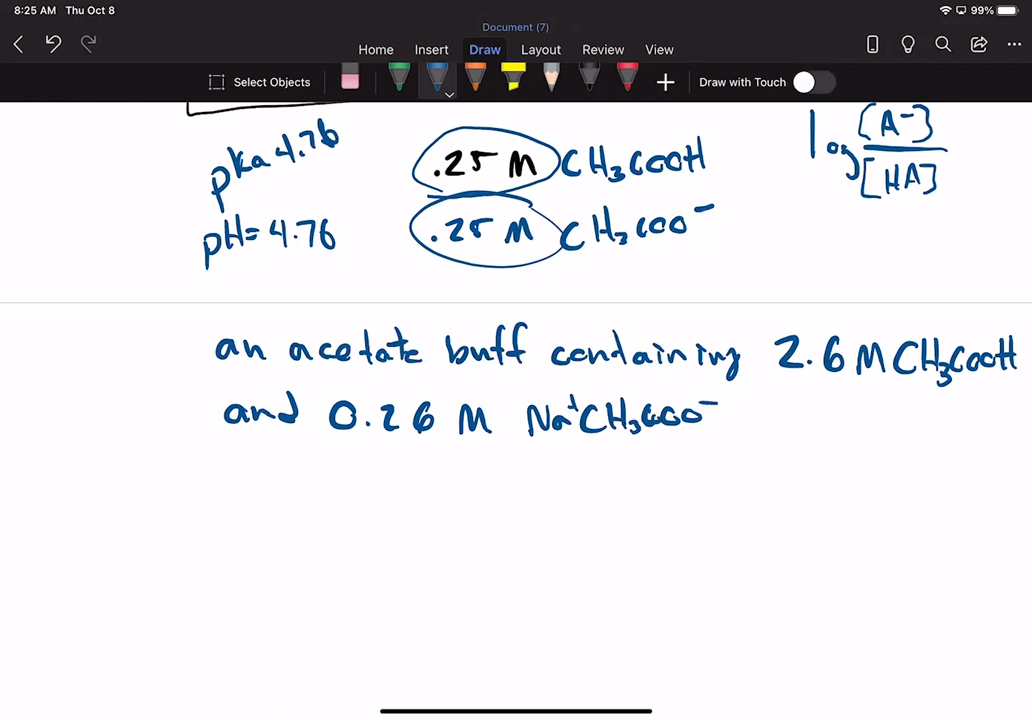 8:25 AM Thu Oct 8
99%
Document (7)
Home Insert Draw Layout Review View
Select Objects
Draw with Touch
pKa 4.76
.25 M CH₃COOH
log [A-]/[HA]
pH= 4.76
.25 M CH₃COO⁻
an acetate buff containing 2.6 M CH₃COOH
and 0.26 M Na⁺CH₃COO⁻